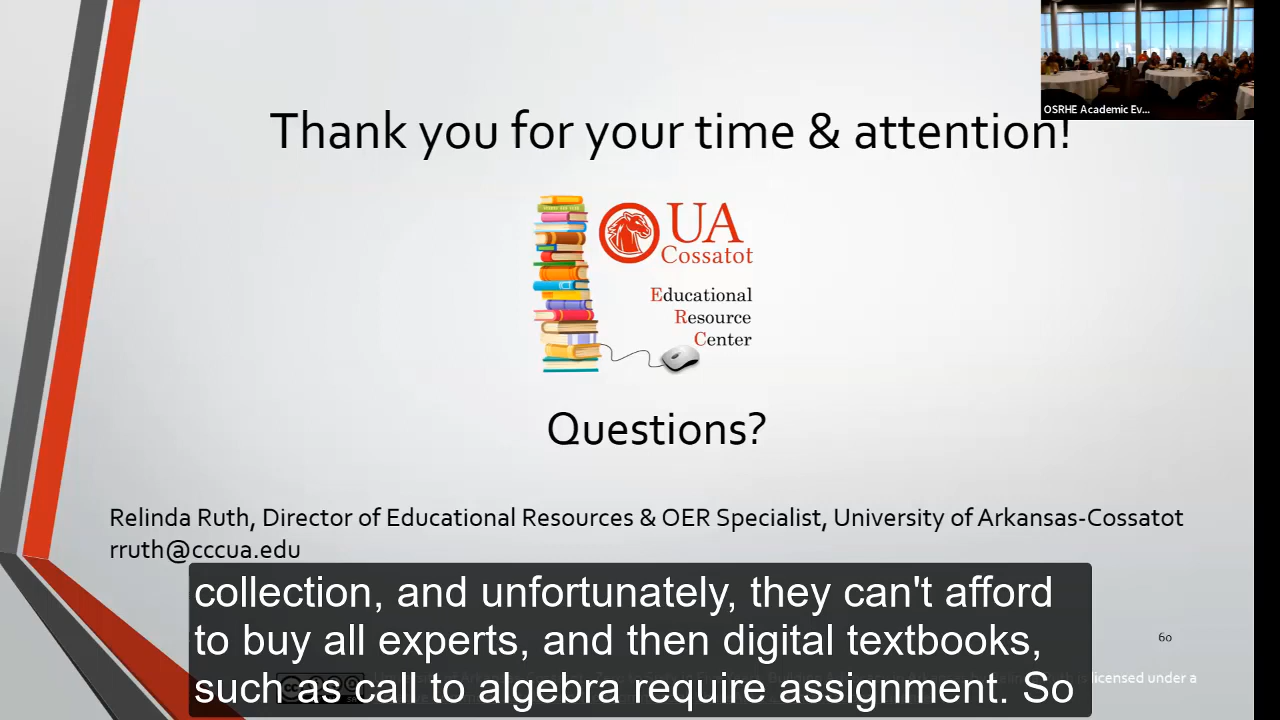 OSRHE Academic Ev...
Thank you for your time & attention!
UA
Cossatot
Educational
Resource
Center
Questions?
Relinda Ruth, Director of Educational Resources & OER Specialist, University of Arkansas-Cossatot
rruth@cccua.edu
collection, and unfortunately, they can't afford
to buy all experts, and then digital textbooks,
such as call to algebra require assignment. So
60
licensed under a